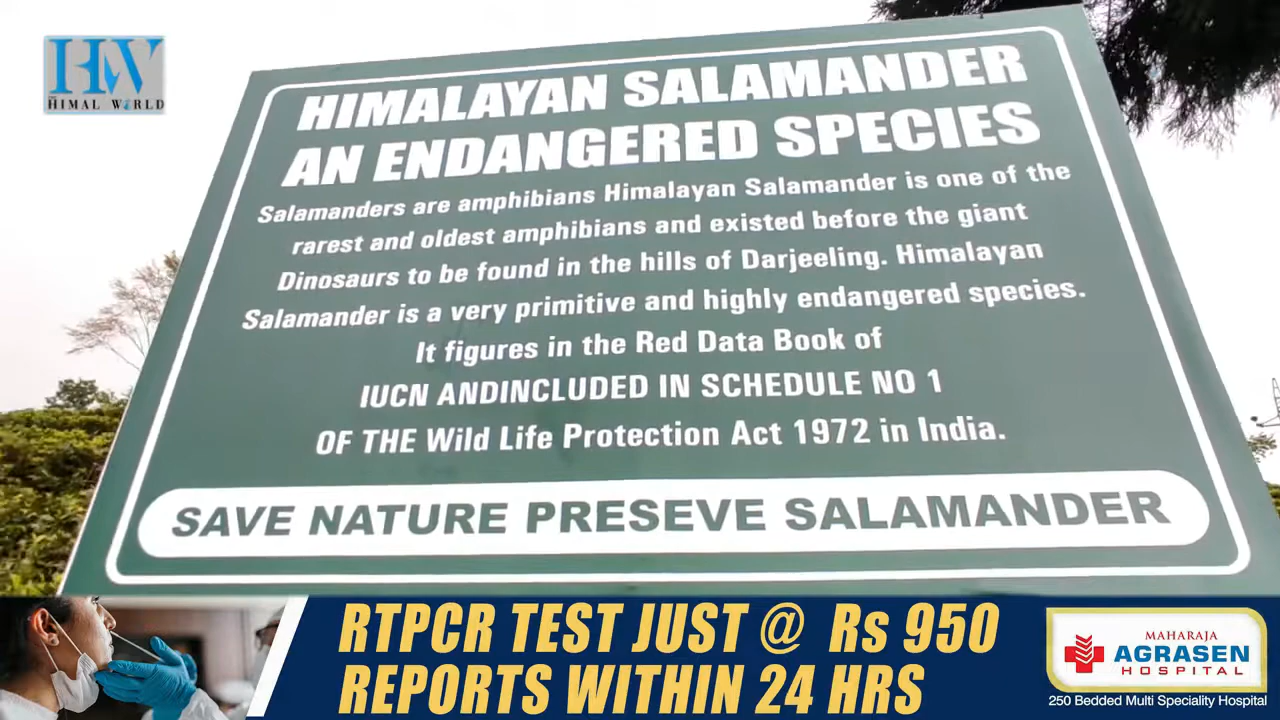 HW
THE HIMAL WORLD
HIMALAYAN SALAMANDER
AN ENDANGERED SPECIES
Salamanders are amphibians Himalayan Salamander is one of the
rarest and oldest amphibians and existed before the giant
Dinosaurs to be found in the hills of Darjeeling. Himalayan
Salamander is a very primitive and highly endangered species.
It figures in the Red Data Book of
IUCN ANDINCLUDED IN SCHEDULE NO 1
OF THE Wild Life Protection Act 1972 in India.
SAVE NATURE PRESEVE SALAMANDER
RTPCR TEST JUST @ Rs 950
REPORTS WITHIN 24 HRS
MAHARAJA
AGRASEN
HOSPITAL
250 Bedded Multi Speciality Hospital